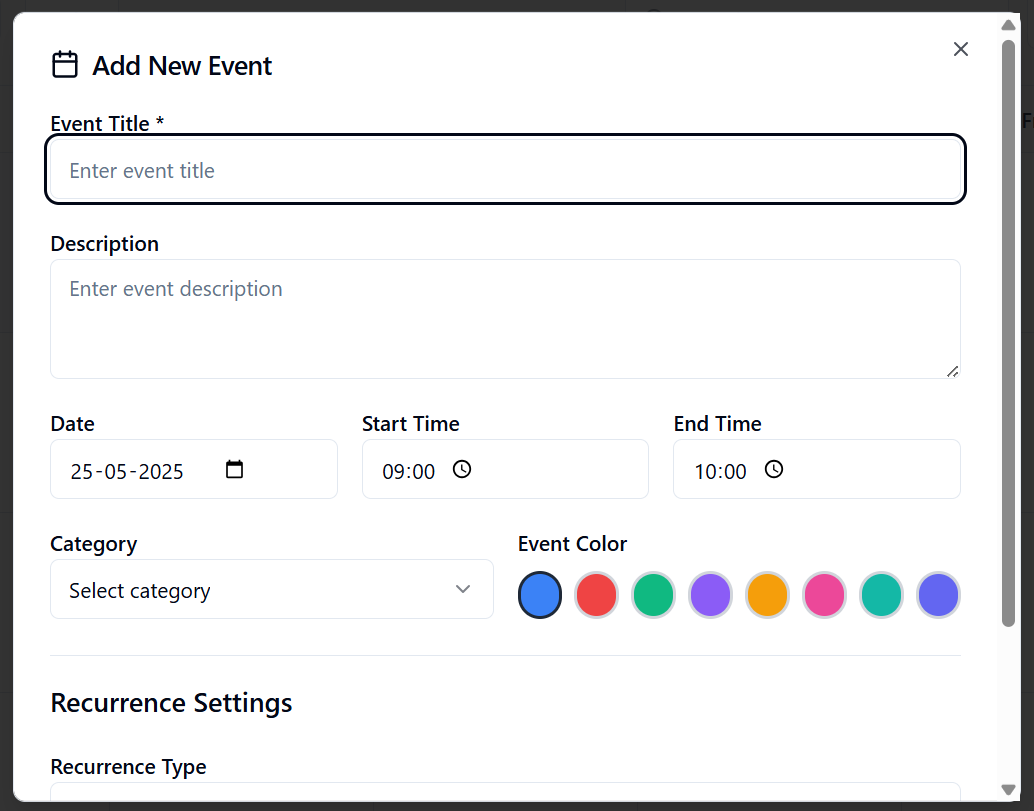 Add New Event
Event Title *
Enter event title
Description
Enter event description
Date Start Time End Time
25-05-2025 09:00 10:00
Category Event Color
Select category
Recurrence Settings
Recurrence Type